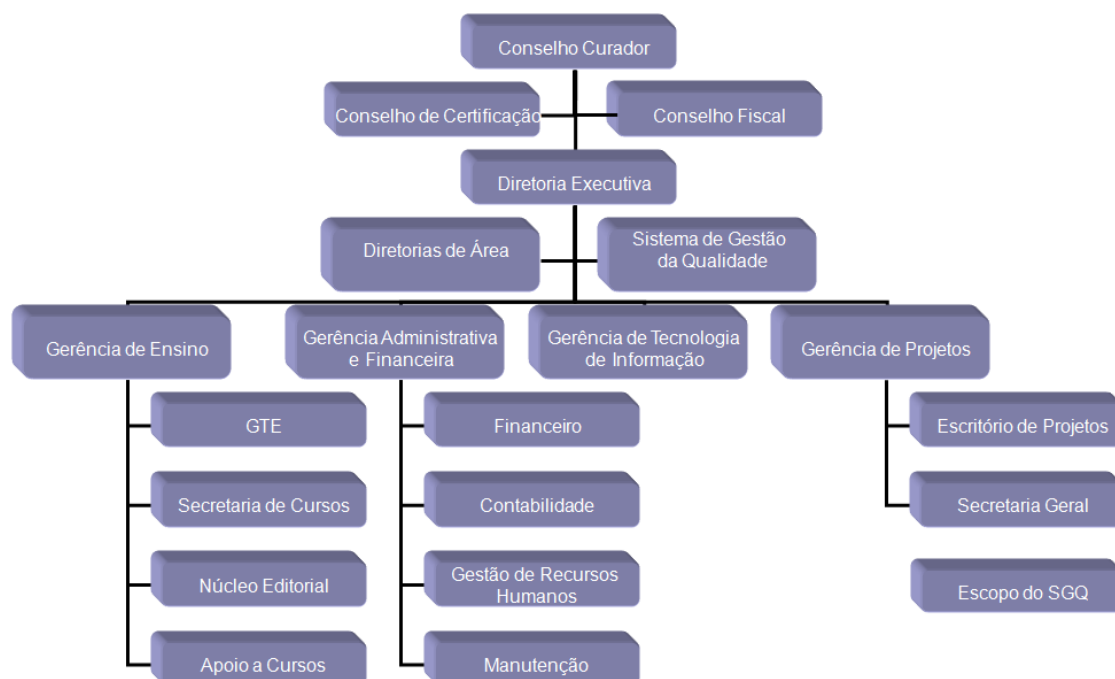 Conselho Curador
Conselho de Certificação
Conselho Fiscal
Diretoria Executiva
Diretorias de Área
Sistema de Gestão
da Qualidade
Gerência de Ensino
Gerência Administrativa
e Financeira
Gerência de Tecnologia
de Informação
Gerência de Projetos
GTE
Financeiro
Escritório de Projetos
Secretaria de Cursos
Contabilidade
Secretaria Geral
Núcleo Editorial
Gestão de Recursos
Humanos
Escopo do SGQ
Apoio a Cursos
Manutenção